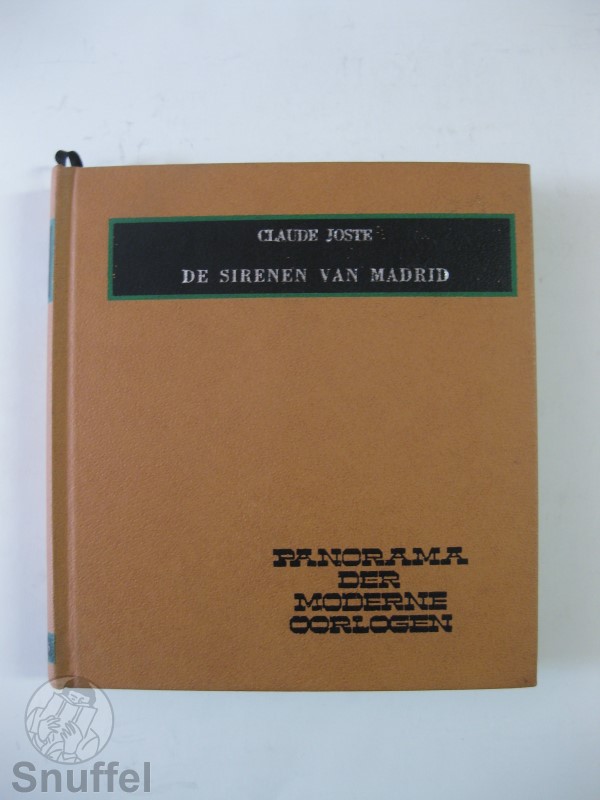 CLAUDE JOSTE
DE SIRENEN VAN MADRID
PANORAMA
DER
MODERNE
OORLOGEN
Snuffel